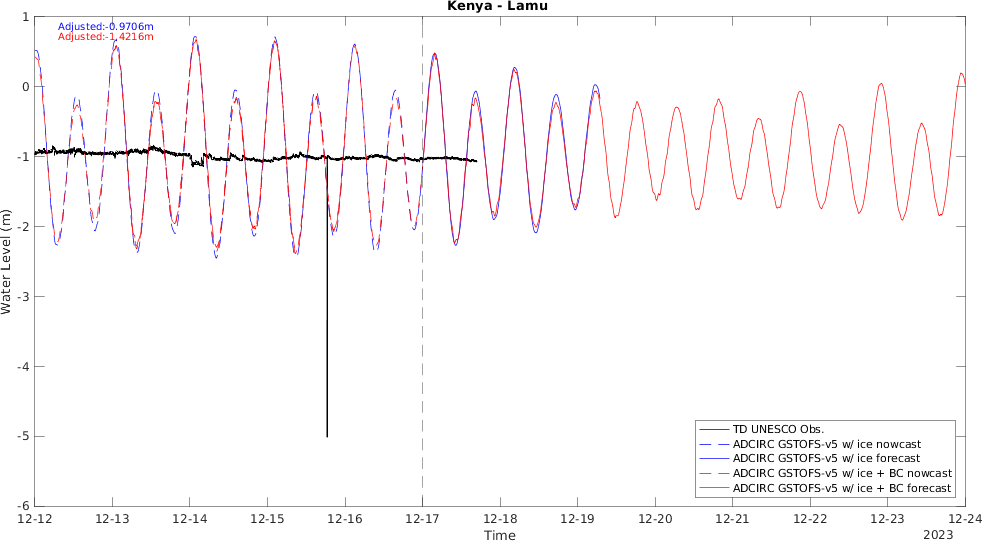 Kenya - Lamu
Adjusted:-0.9706m
Adjusted:-1.4216m
1
0
-1
-2
-3
-4
-5
-6
Water Level (m)
TD UNESCO Obs.
ADCIRC GSTOFS-v5 w/ ice nowcast
ADCIRC GSTOFS-v5 w/ ice forecast
ADCIRC GSTOFS-v5 w/ ice + BC nowcast
ADCIRC GSTOFS-v5 w/ ice + BC forecast
12-12 12-13 12-14 12-15 12-16 12-17 12-18 12-19 12-20 12-21 12-22 12-23 12-24
Time
2023